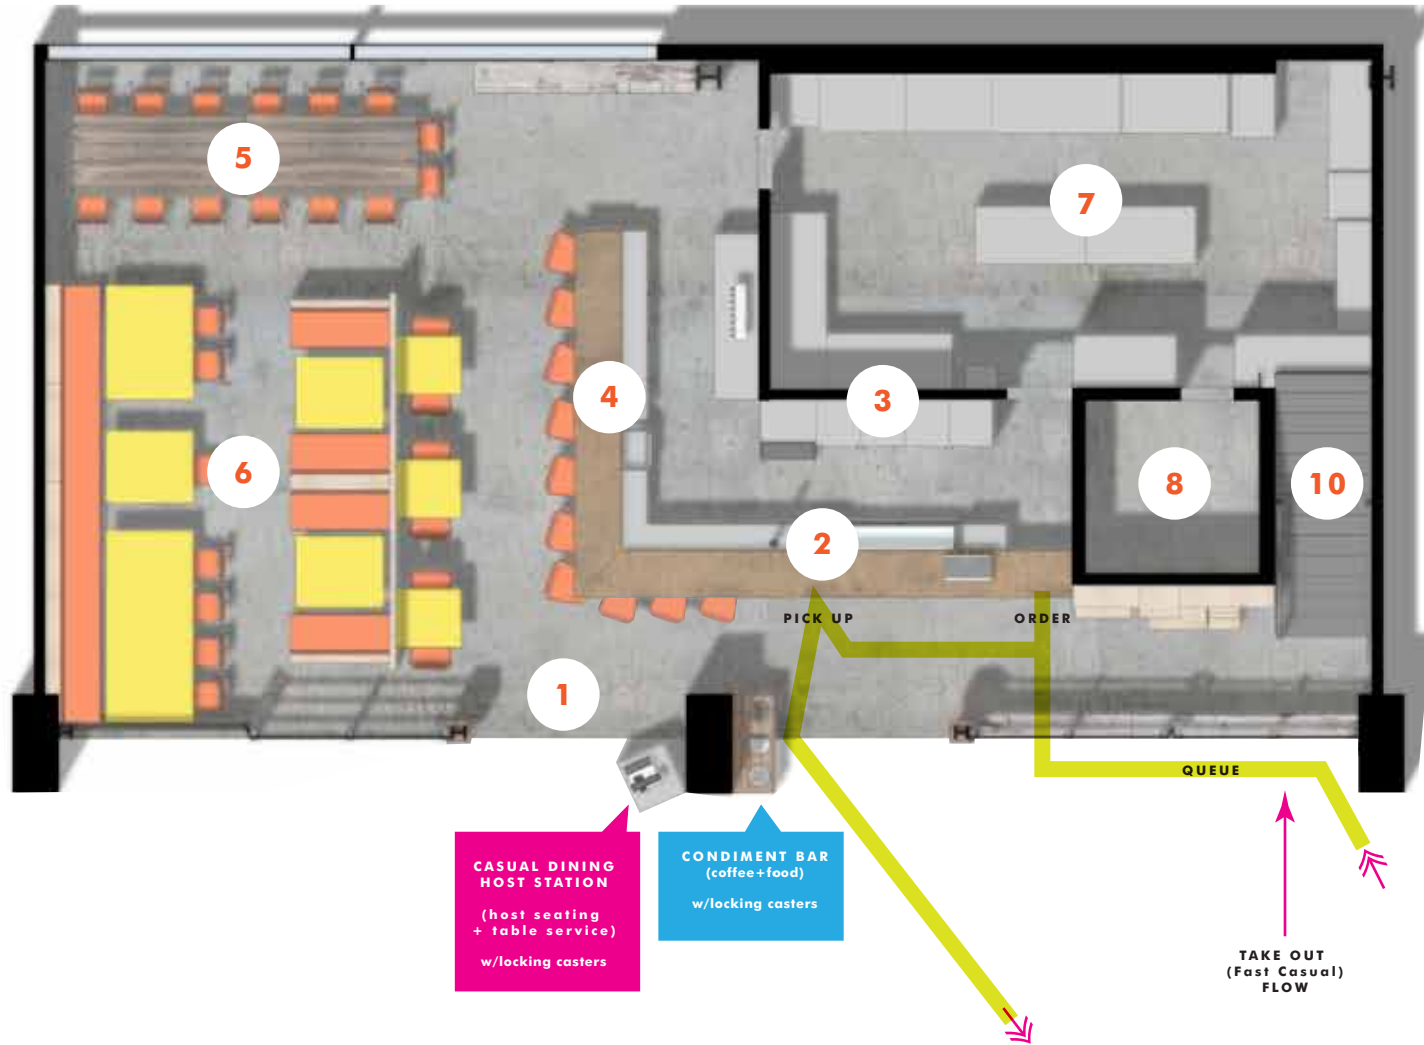 5
7
4
3
6
8
10
2
PICK UP
ORDER
1
QUEUE
CASUAL DINING
HOST STATION
(host seating
+ table service)
w/locking casters
CONDIMENT BAR
(coffee+food)
w/locking casters
TAKE OUT
(Fast Casual)
FLOW